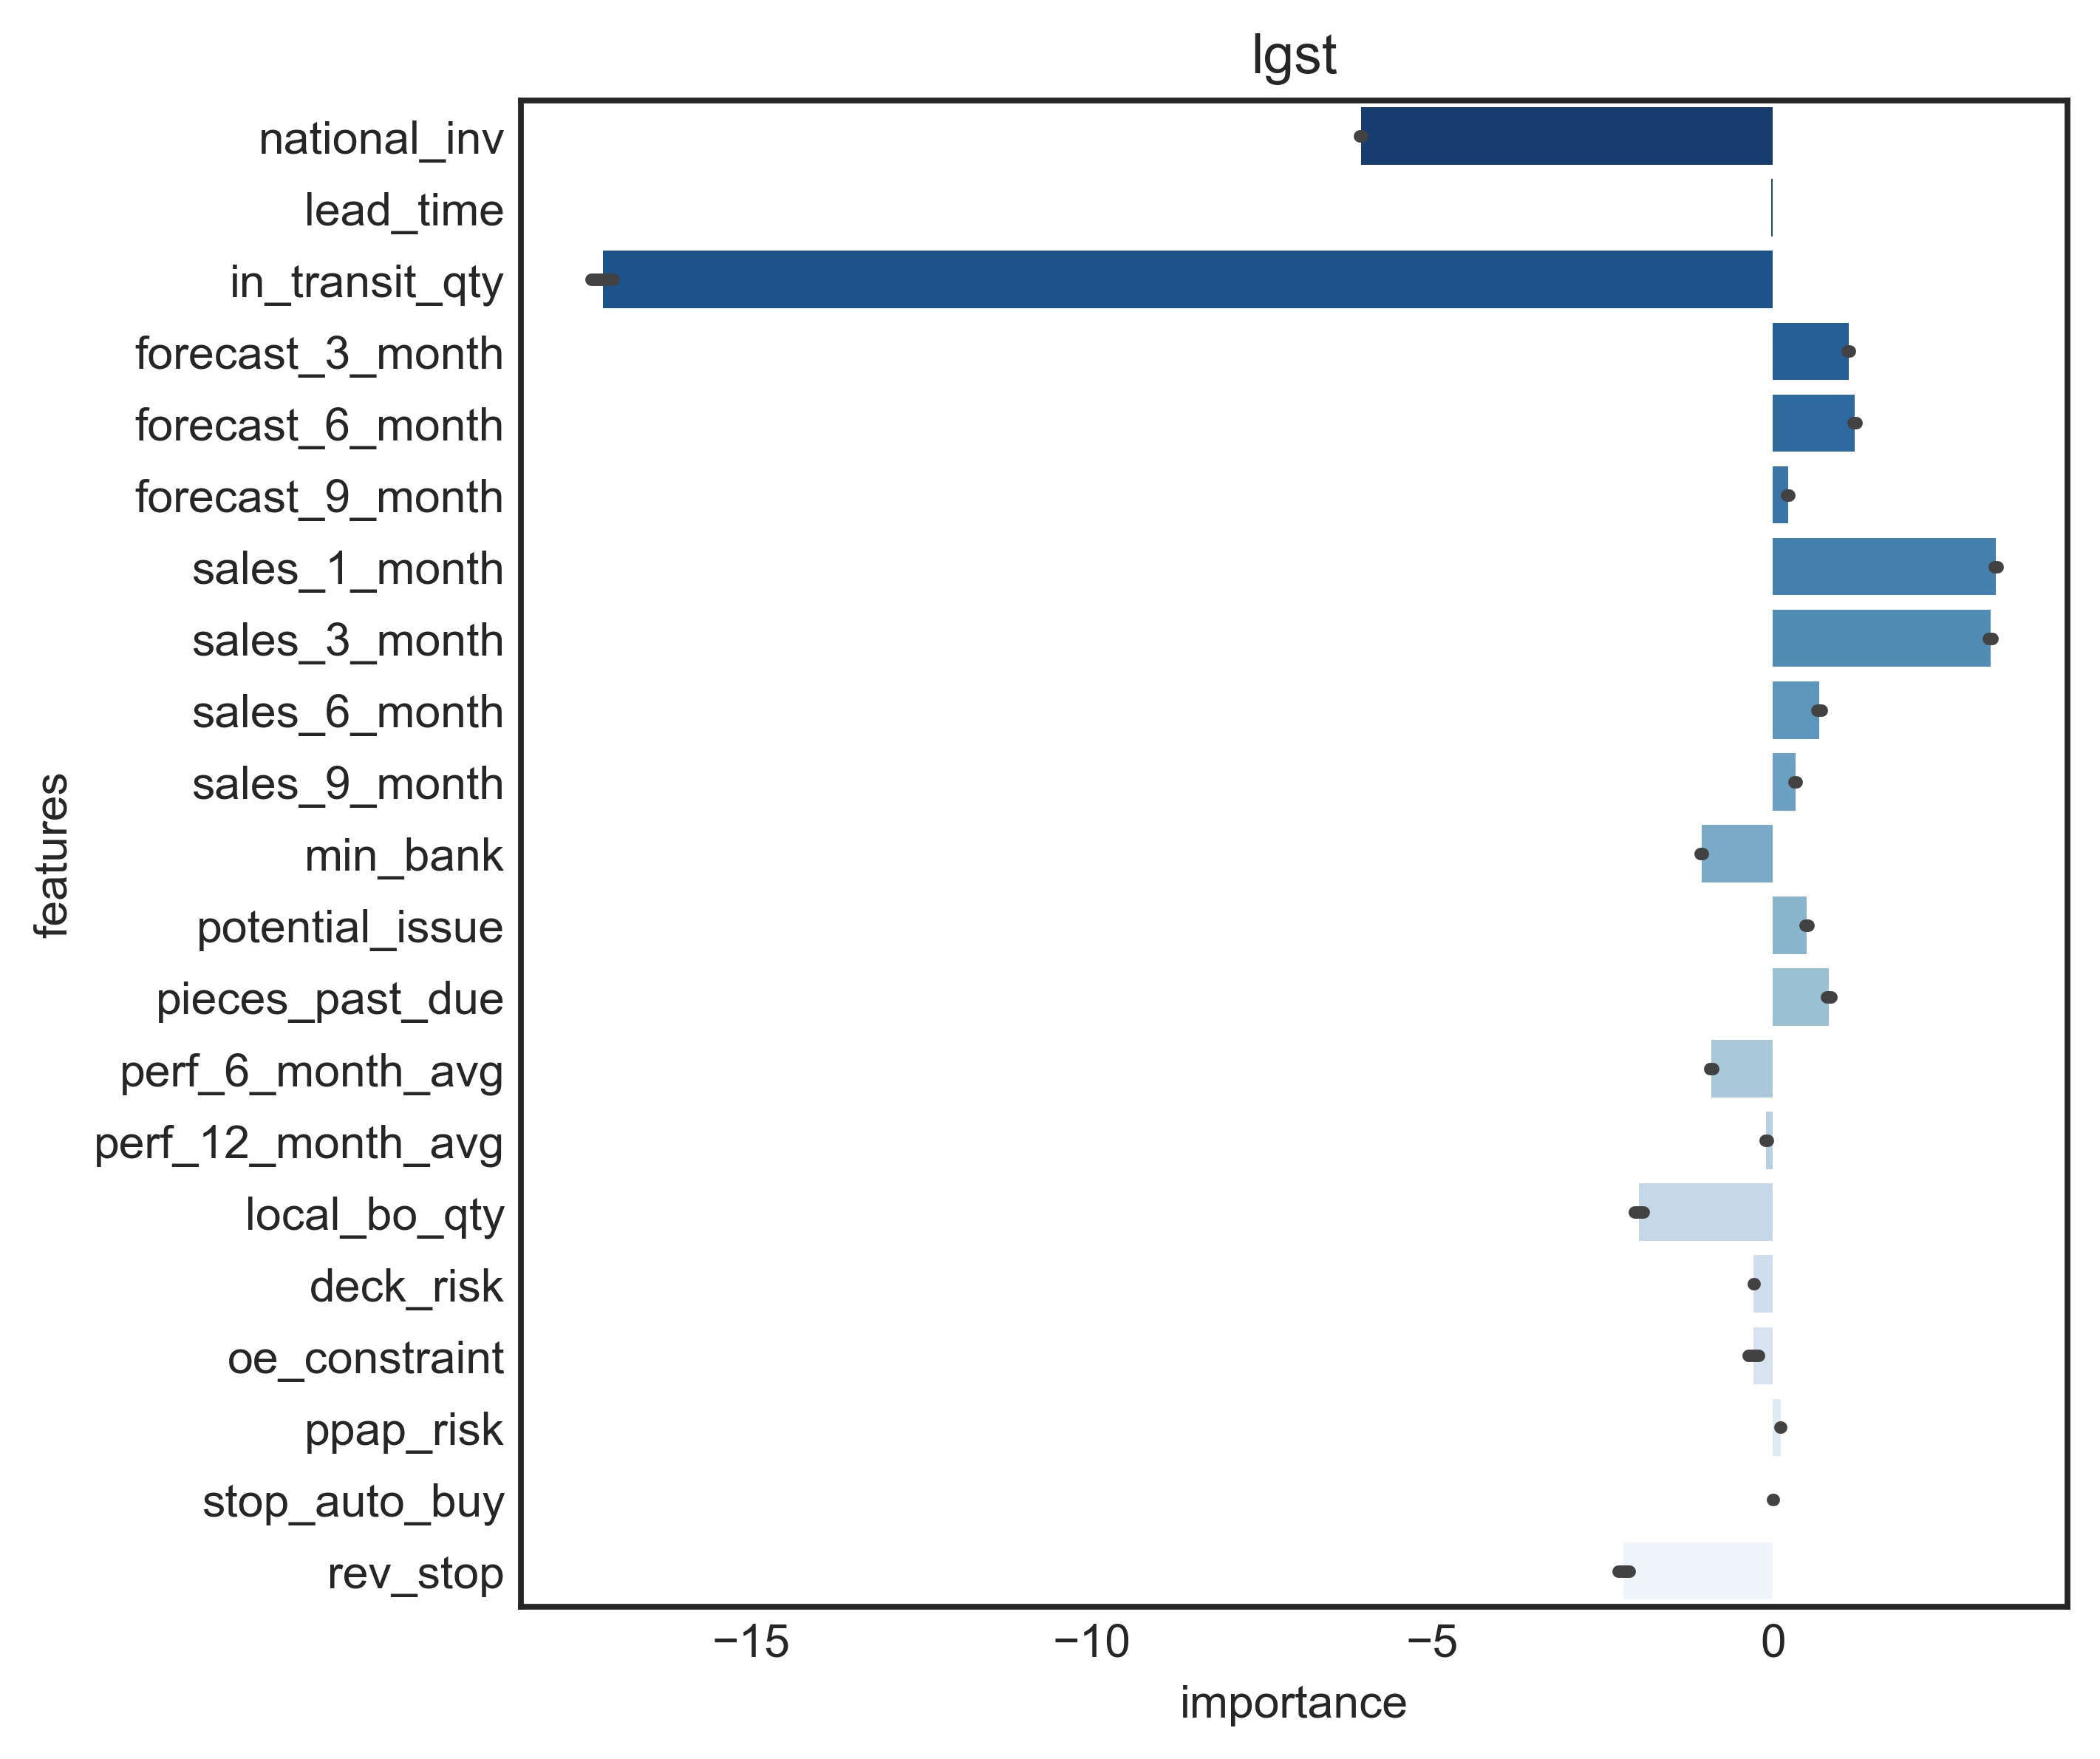 lgst
national_inv
lead_time
in_transit_qty
forecast_3_month
forecast_6_month
forecast_9_month
sales_1_month
sales_3_month
sales_6_month
sales_9_month
min_bank
potential_issue
pieces_past_due
perf_6_month_avg
perf_12_month_avg
local_bo_qty
deck_risk
oe_constraint
ppap_risk
stop_auto_buy
rev_stop
features
−15 −10 −5 0
importance